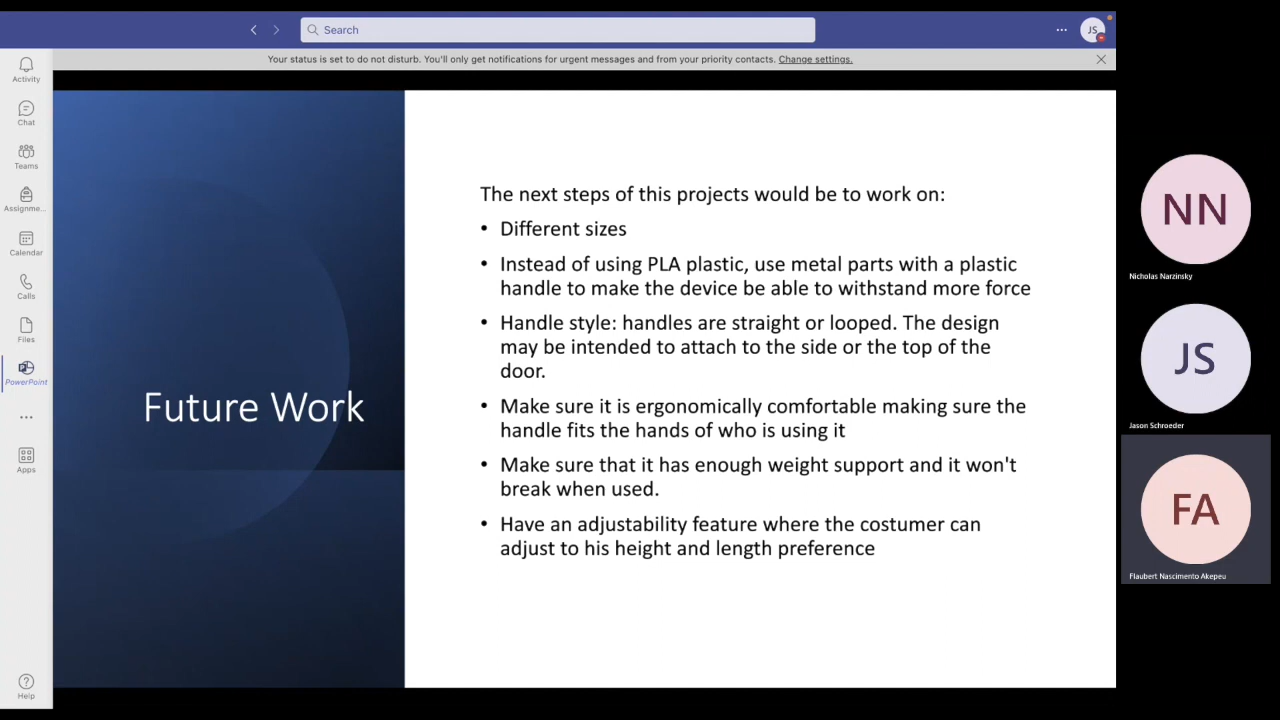 Search
JS
Your status is set to do not disturb. You'll only get notifications for urgent messages and from your priority contacts. Change settings.
Activity
Chat
Teams
Assignme...
Calendar
Calls
Files
PowerPoint
Apps
Help
Future Work
The next steps of this projects would be to work on:
• Different sizes
• Instead of using PLA plastic, use metal parts with a plastic
handle to make the device be able to withstand more force
• Handle style: handles are straight or looped. The design
may be intended to attach to the side or the top of the
door.
• Make sure it is ergonomically comfortable making sure the
handle fits the hands of who is using it
• Make sure that it has enough weight support and it won't
break when used.
• Have an adjustability feature where the costumer can
adjust to his height and length preference
NN
Nicholas Narzinsky
JS
Jason Schroeder
FA
Flaubert Nascimento Akepeu